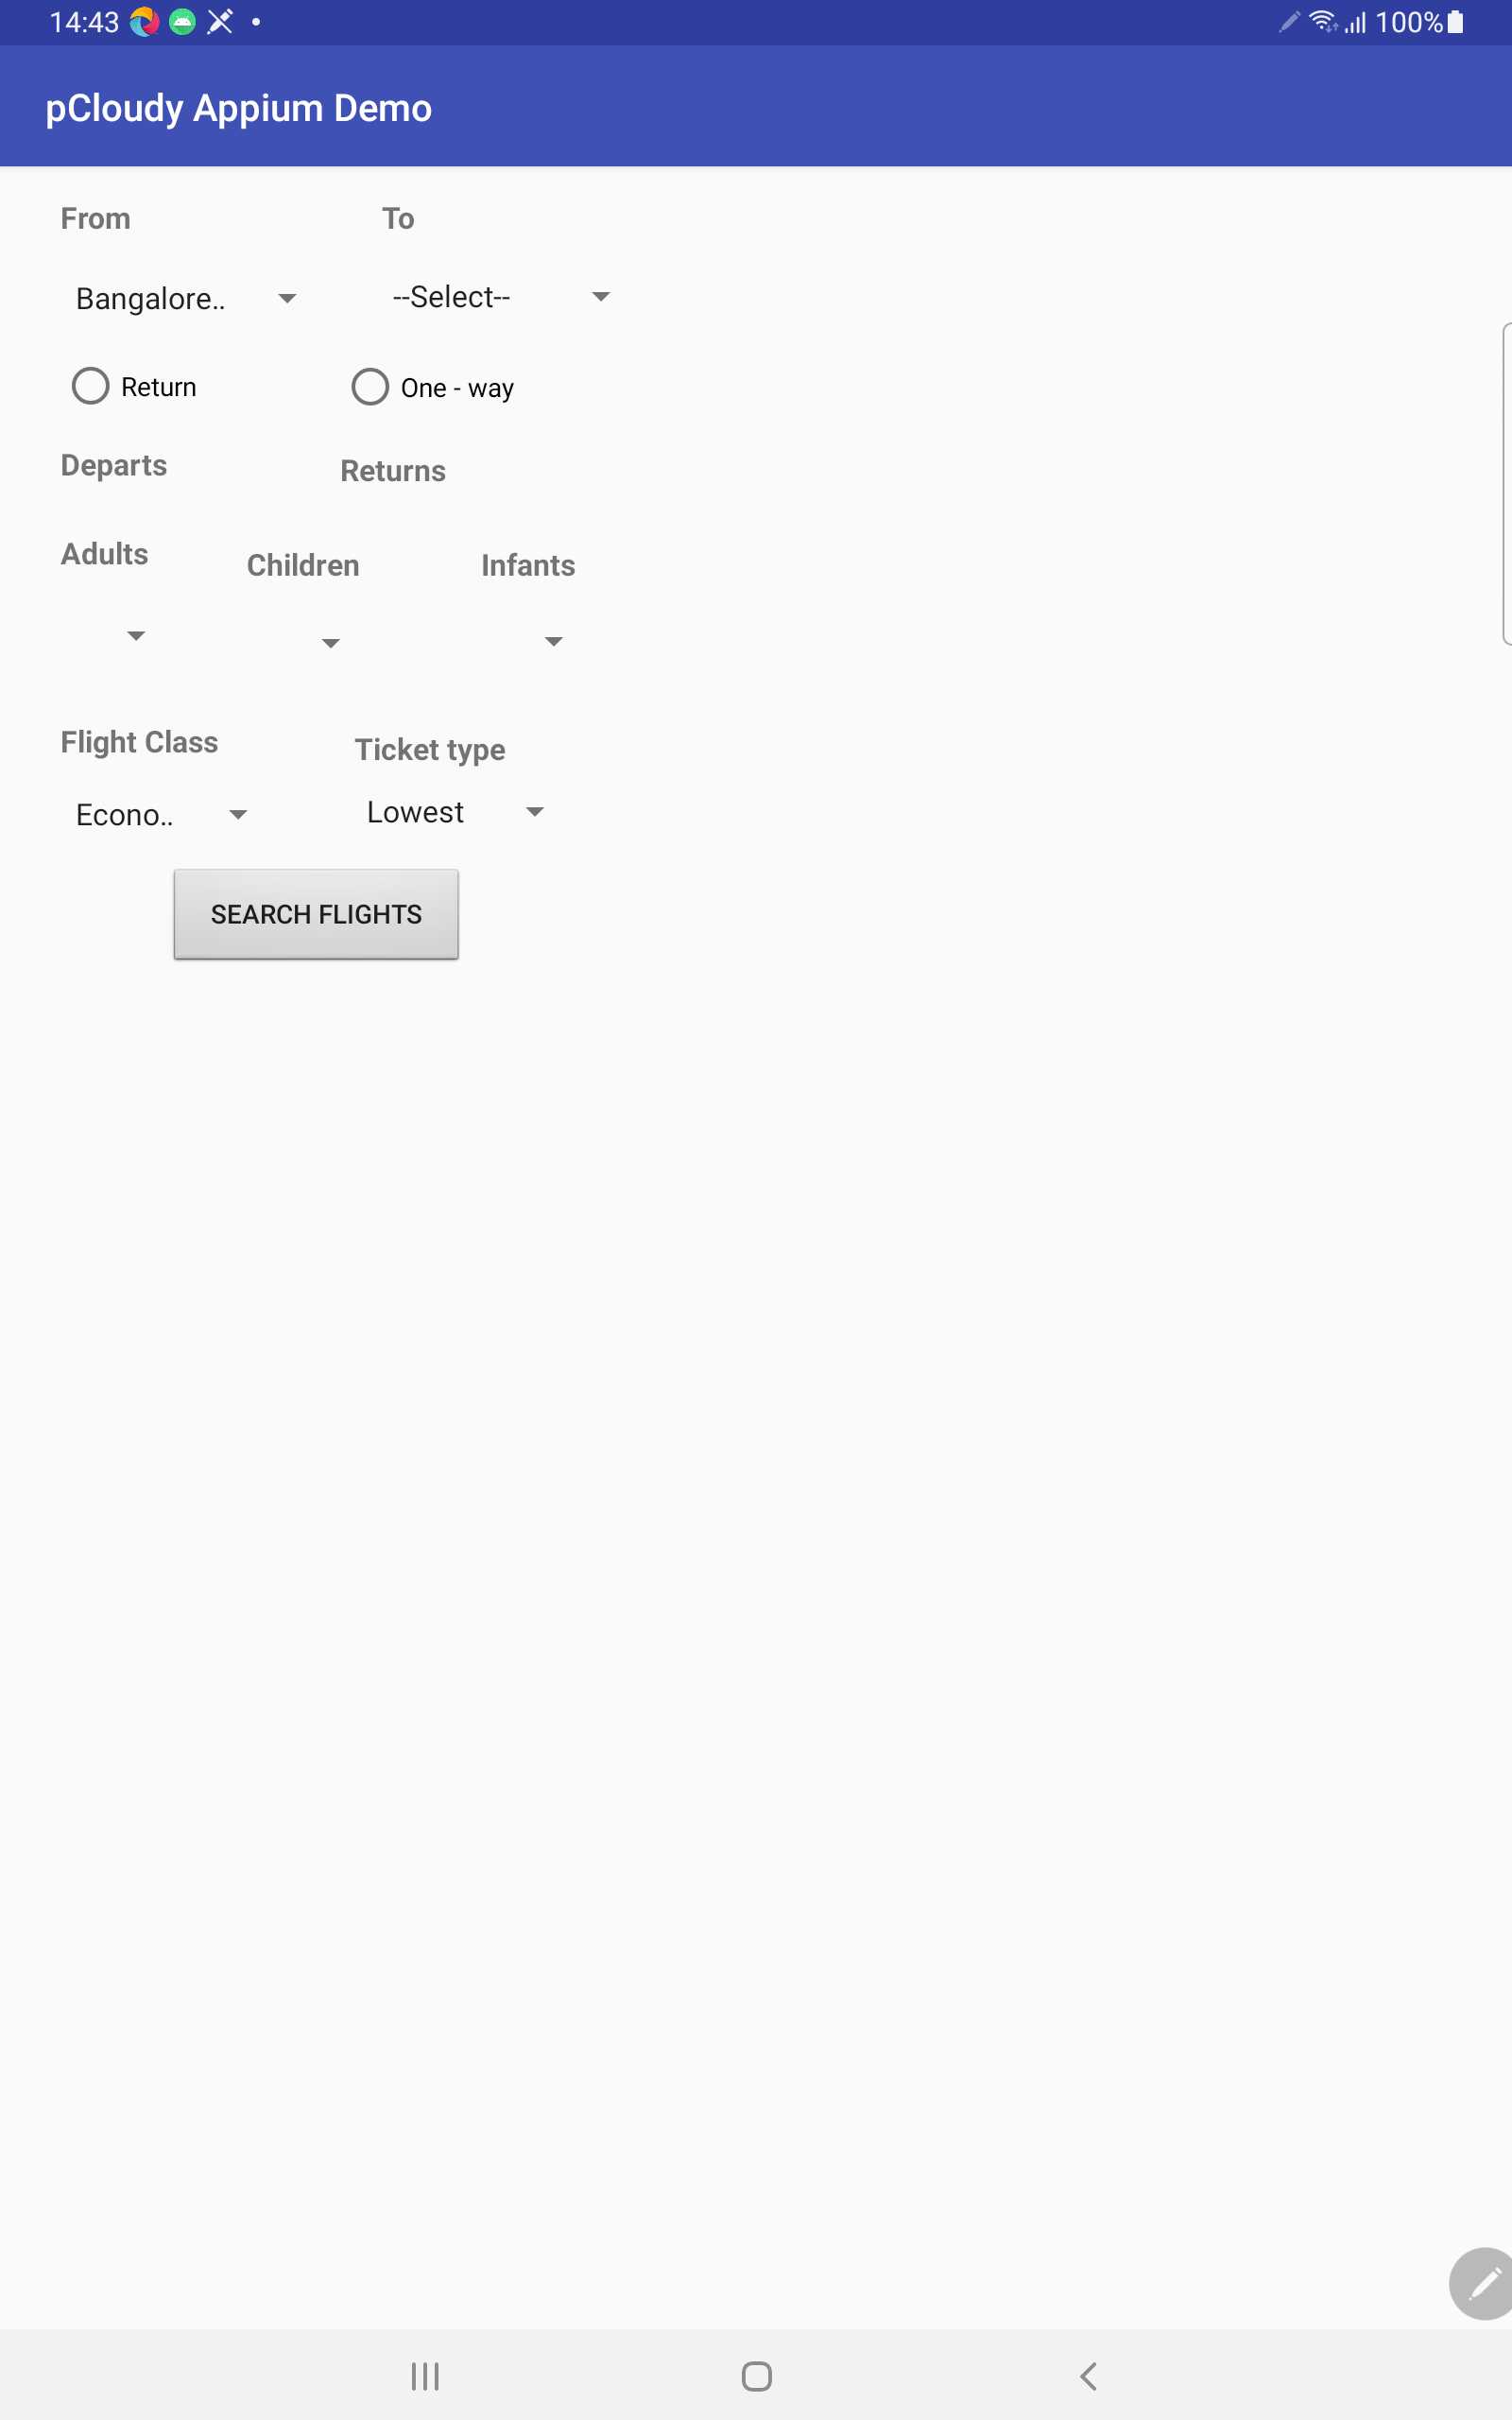 14:43 100%
pCloudy Appium Demo
From To
Bangalore.. --Select--
Return One - way
Departs Returns
Adults Children Infants
Flight Class Ticket type
Econo.. Lowest
SEARCH FLIGHTS